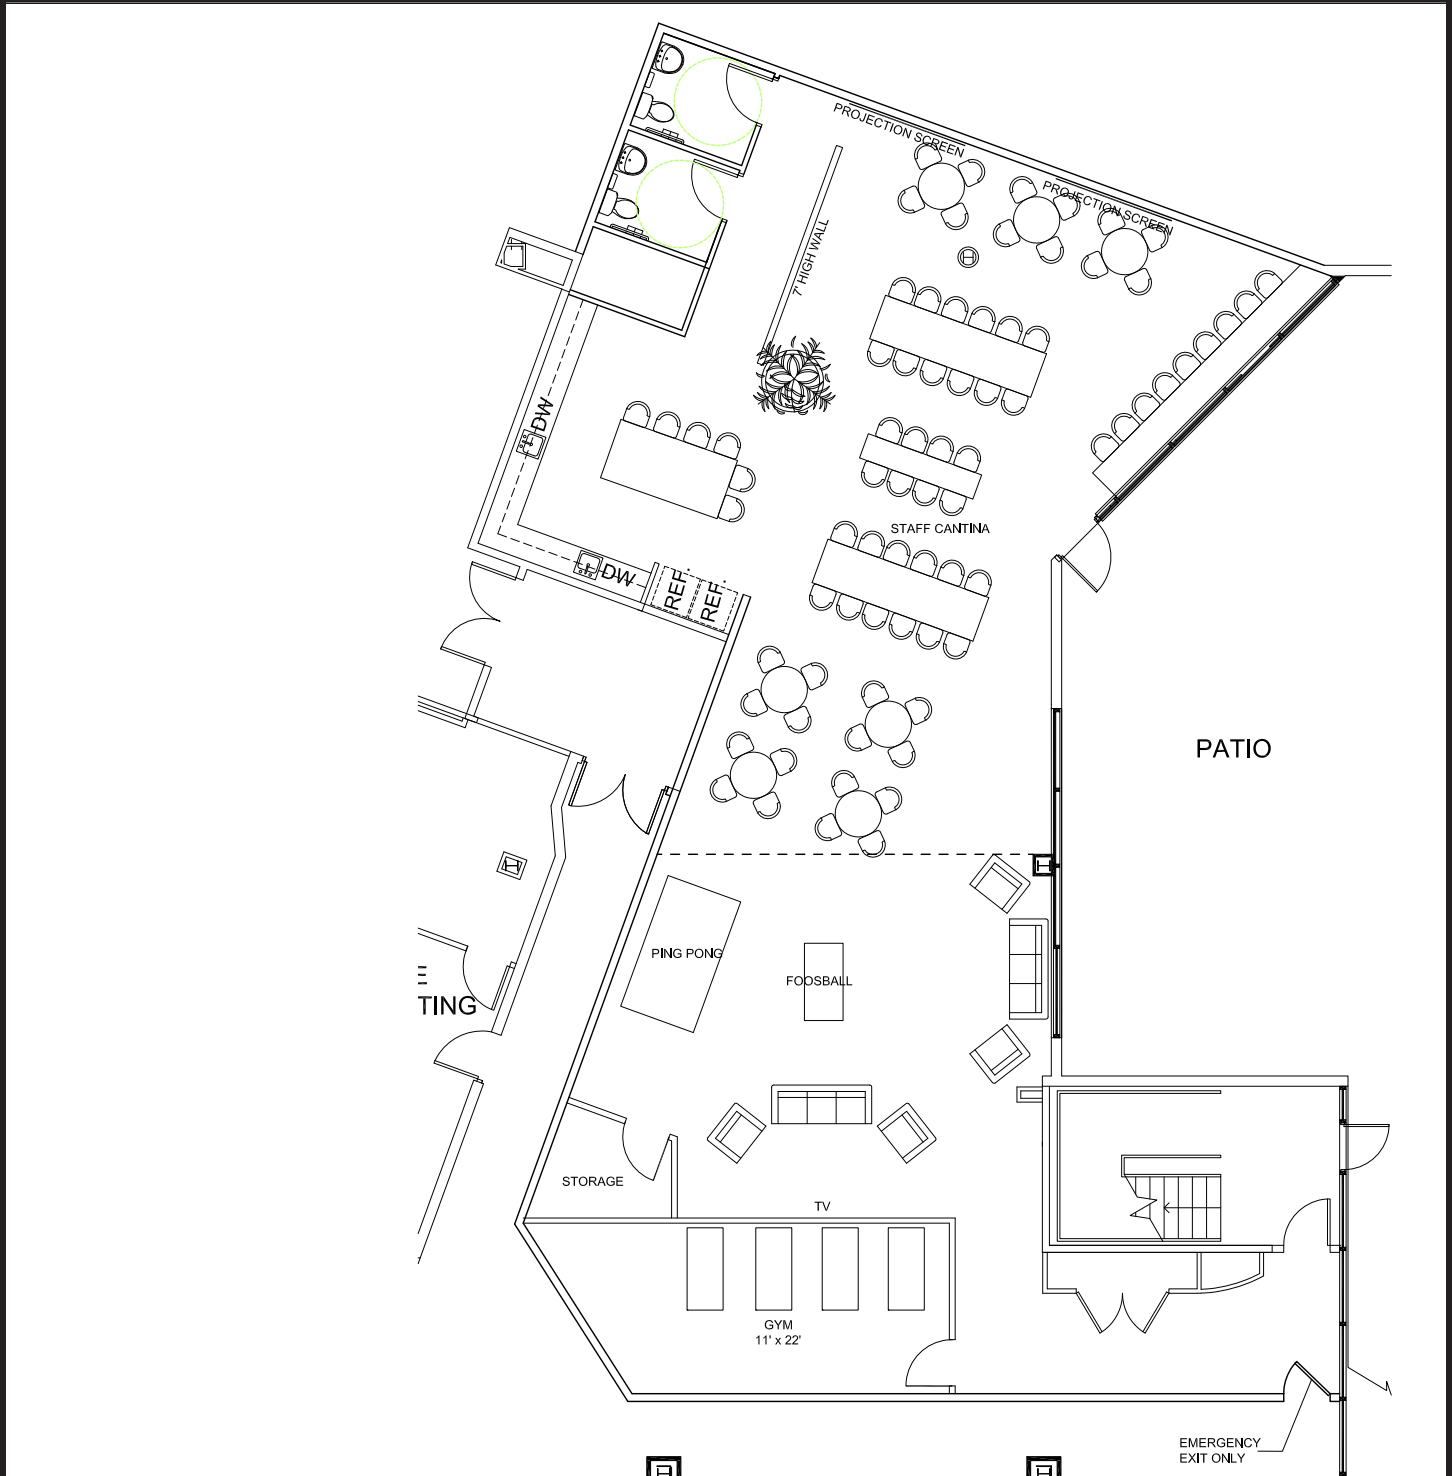 PROJECTION SCREEN
PROJECTION SCREEN
7' HIGH WALL
DW
STAFF CANTINA
DW
REF.
REF.
PATIO
PING PONG
FOOSBALL
E
TING
STORAGE
TV
GYM
11' x 22'
EMERGENCY
EXIT ONLY